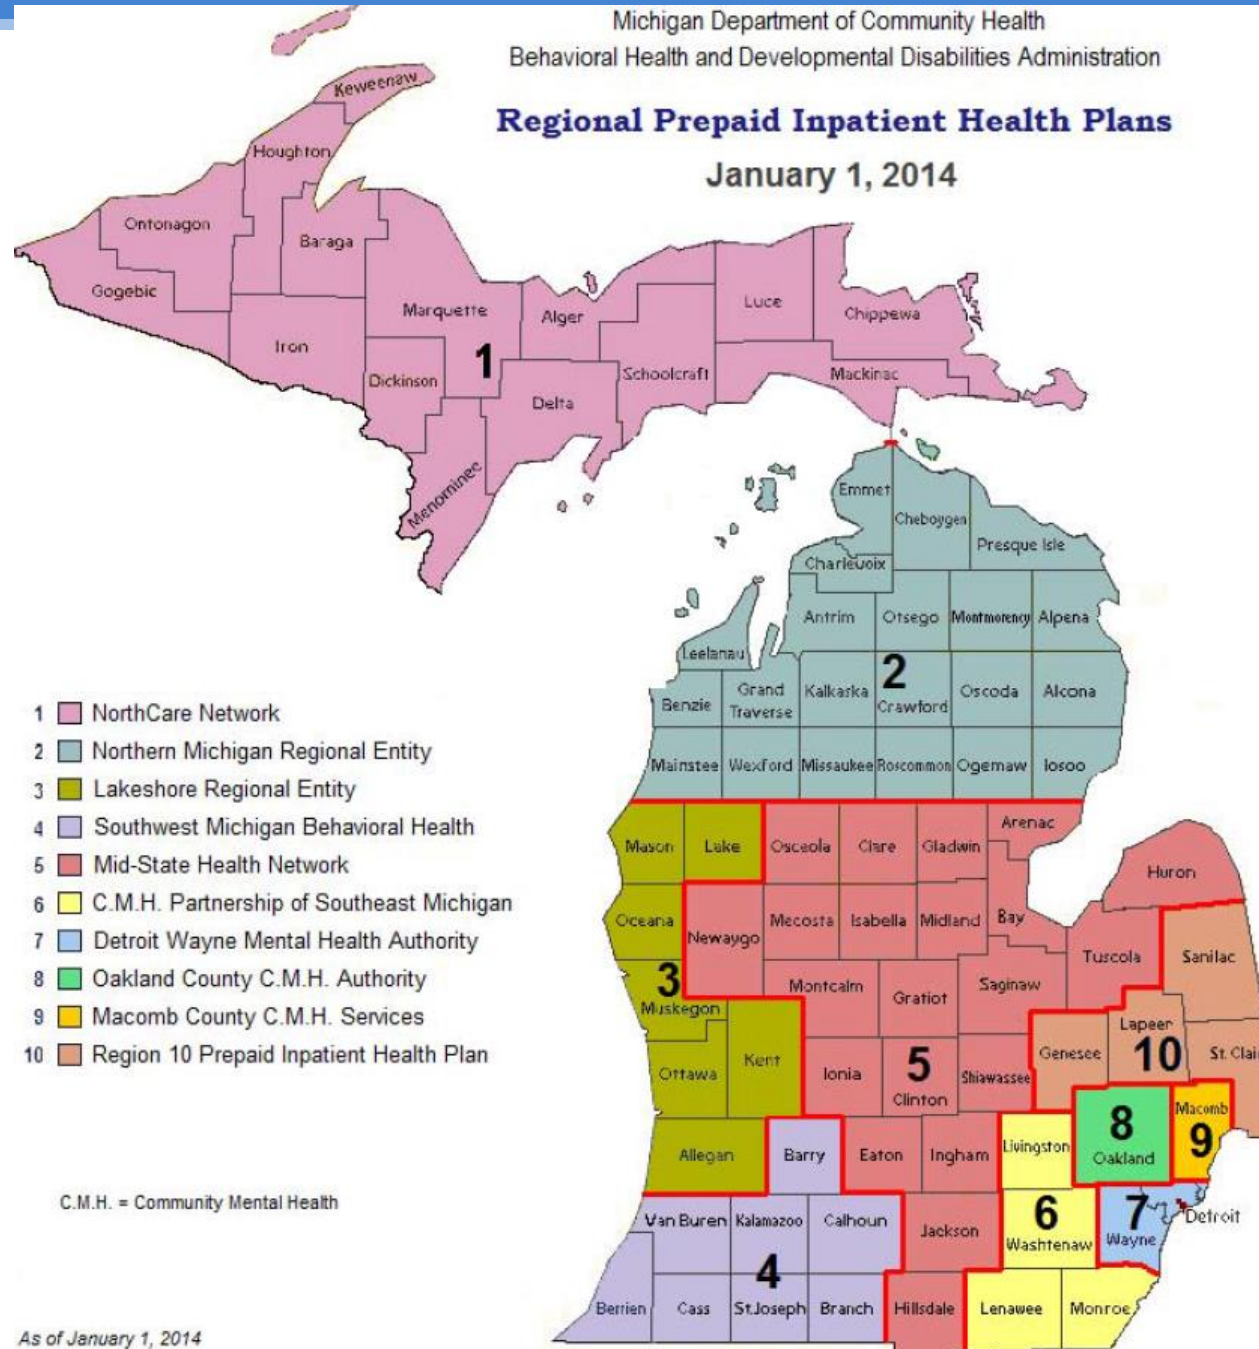 Michigan Department of Community Health
Behavioral Health and Developmental Disabilities Administration
Regional Prepaid Inpatient Health Plans
January 1, 2014
Keweenaw
Houghton
Ontonagon
Baraga
Gogebic
Marquette
Alger
Luce
Chippewa
Iron
1
Dickinson
Schoolcraft
Mackinac
Delta
Menominee
Emmet
Cheboygen
Presque Isle
Charlevoix
Antrim
Otsego
Montmorency
Alpena
Leelanau
2
Benzie
Grand
Traverse
Kalkaska
Crawford
Oscoda
Alcona
Mainstee
Wexford
Missaukee
Roscommon
Ogemaw
Iosoo
1 NorthCare Network
2 Northern Michigan Regional Entity
3 Lakeshore Regional Entity
4 Southwest Michigan Behavioral Health
5 Mid-State Health Network
6 C.M.H. Partnership of Southeast Michigan
7 Detroit Wayne Mental Health Authority
8 Oakland County C.M.H. Authority
9 Macomb County C.M.H. Services
10 Region 10 Prepaid Inpatient Health Plan
Mason
Lake
Osceola
Clare
Gladwin
Arenac
Huron
Oceana
Newaygo
Mecosta
Isabella
Midland
Bay
Tuscola
Sanilac
3
Muskegon
Montcalm
Gratiot
Saginaw
Lapeer
Genesee
10
St. Clai
Ottawa
Kent
Ionia
5
Clinton
Shiawassee
8
Oakland
Macomb
9
Allegan
Barry
Eaton
Ingham
Livingston
C.M.H. = Community Mental Health
Van Buren
Kalamazoo
Calhoun
Jackson
6
Washtenaw
7
Wayne
Detroit
4
Berrien
Cass
St.Joseph
Branch
Hillsdale
Lenawee
Monroe
As of January 1, 2014